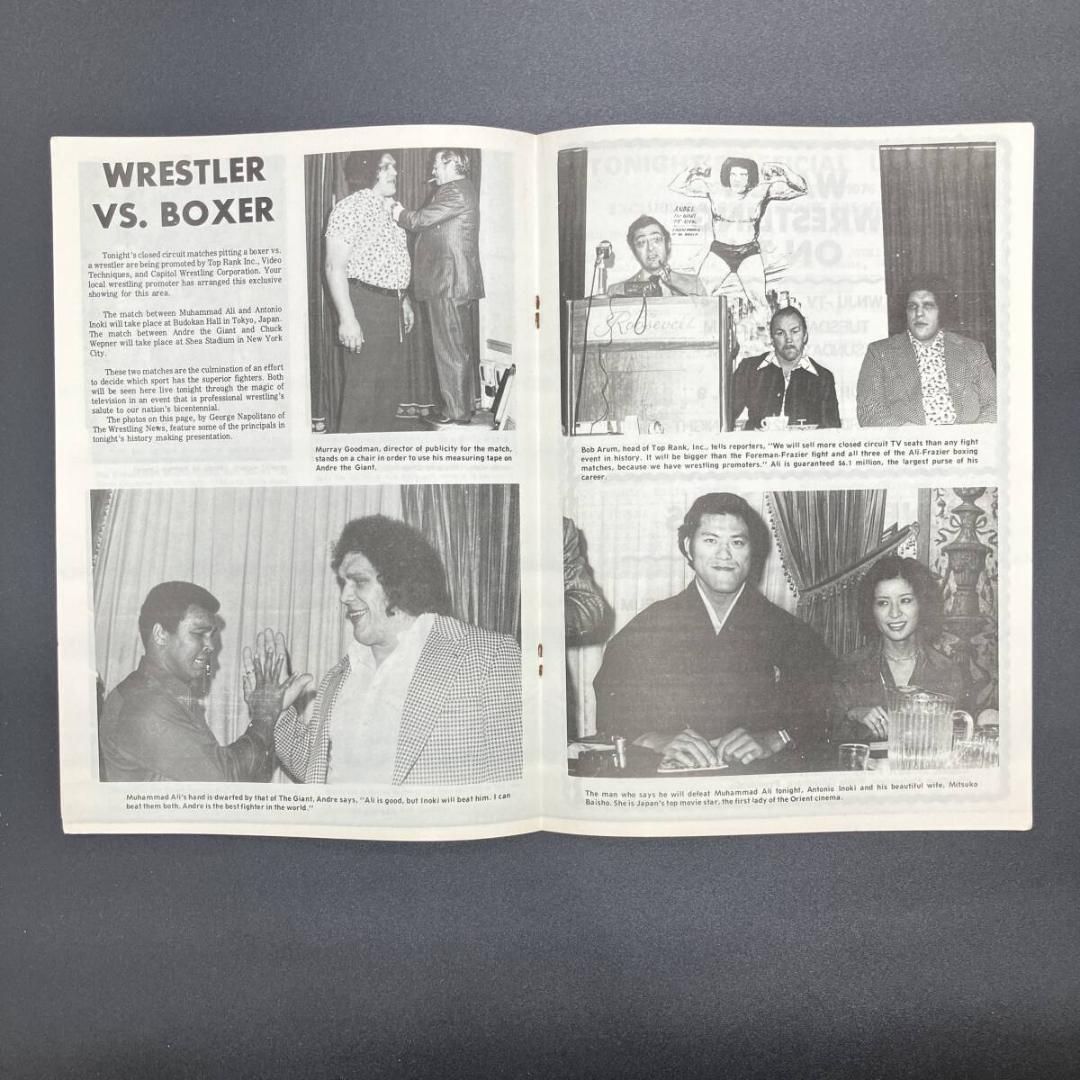 WRESTLER
VS. BOXER
Tonight's closed circuit matches pitting a boxer vs.
a wrestler are being promoted by Top Rank Inc., Video
Techniques, and Capitol Wrestling Corporation. Your
local wrestling promoter has arranged this exclusive
showing for this area.
The match between Muhammad Ali and Antonio
Inoki will take place at Budokan Hall in Tokyo, Japan.
The match between Andre the Giant and Chuck
Wepner will take place at Shea Stadium in New York
City.
These two matches are the culmination of an effort
to decide which sport has the superior fighters. Both
will be seen here live tonight through the magic of
television in an event that is professional wrestling's
salute to our nation's bicentennial.
The photos on this page, by George Napolitano of
The Wrestling News, feature some of the principals in
tonight's history making presentation.
Murray Goodman, director of publicity for the match,
stands on a chair in order to use his measuring tape on
Andre the Giant.
Muhammad Ali's hand is dwarfed by that of The Giant, Andre says, "Ali is good, but Inoki will beat him. I can
beat them both. Andre is the best fighter in the world."
ANDRE
THE GIANT
The Roosevelt
Bob Arum, head of Top Rank, Inc., tells reporters, "We will sell more closed circuit TV seats than any fight
event in history. It will be bigger than the Foreman-Frazier fight and all three of the Ali-Frazier boxing
matches, because we have wrestling promoters." Ali is guaranteed $6.1 million, the largest purse of his
career.
The man who says he will defeat Muhammad Ali tonight, Antonio Inoki and his beautiful wife, Mitsuko
Baisho. She is Japan's top movie star, the first lady of the Orient cinema.